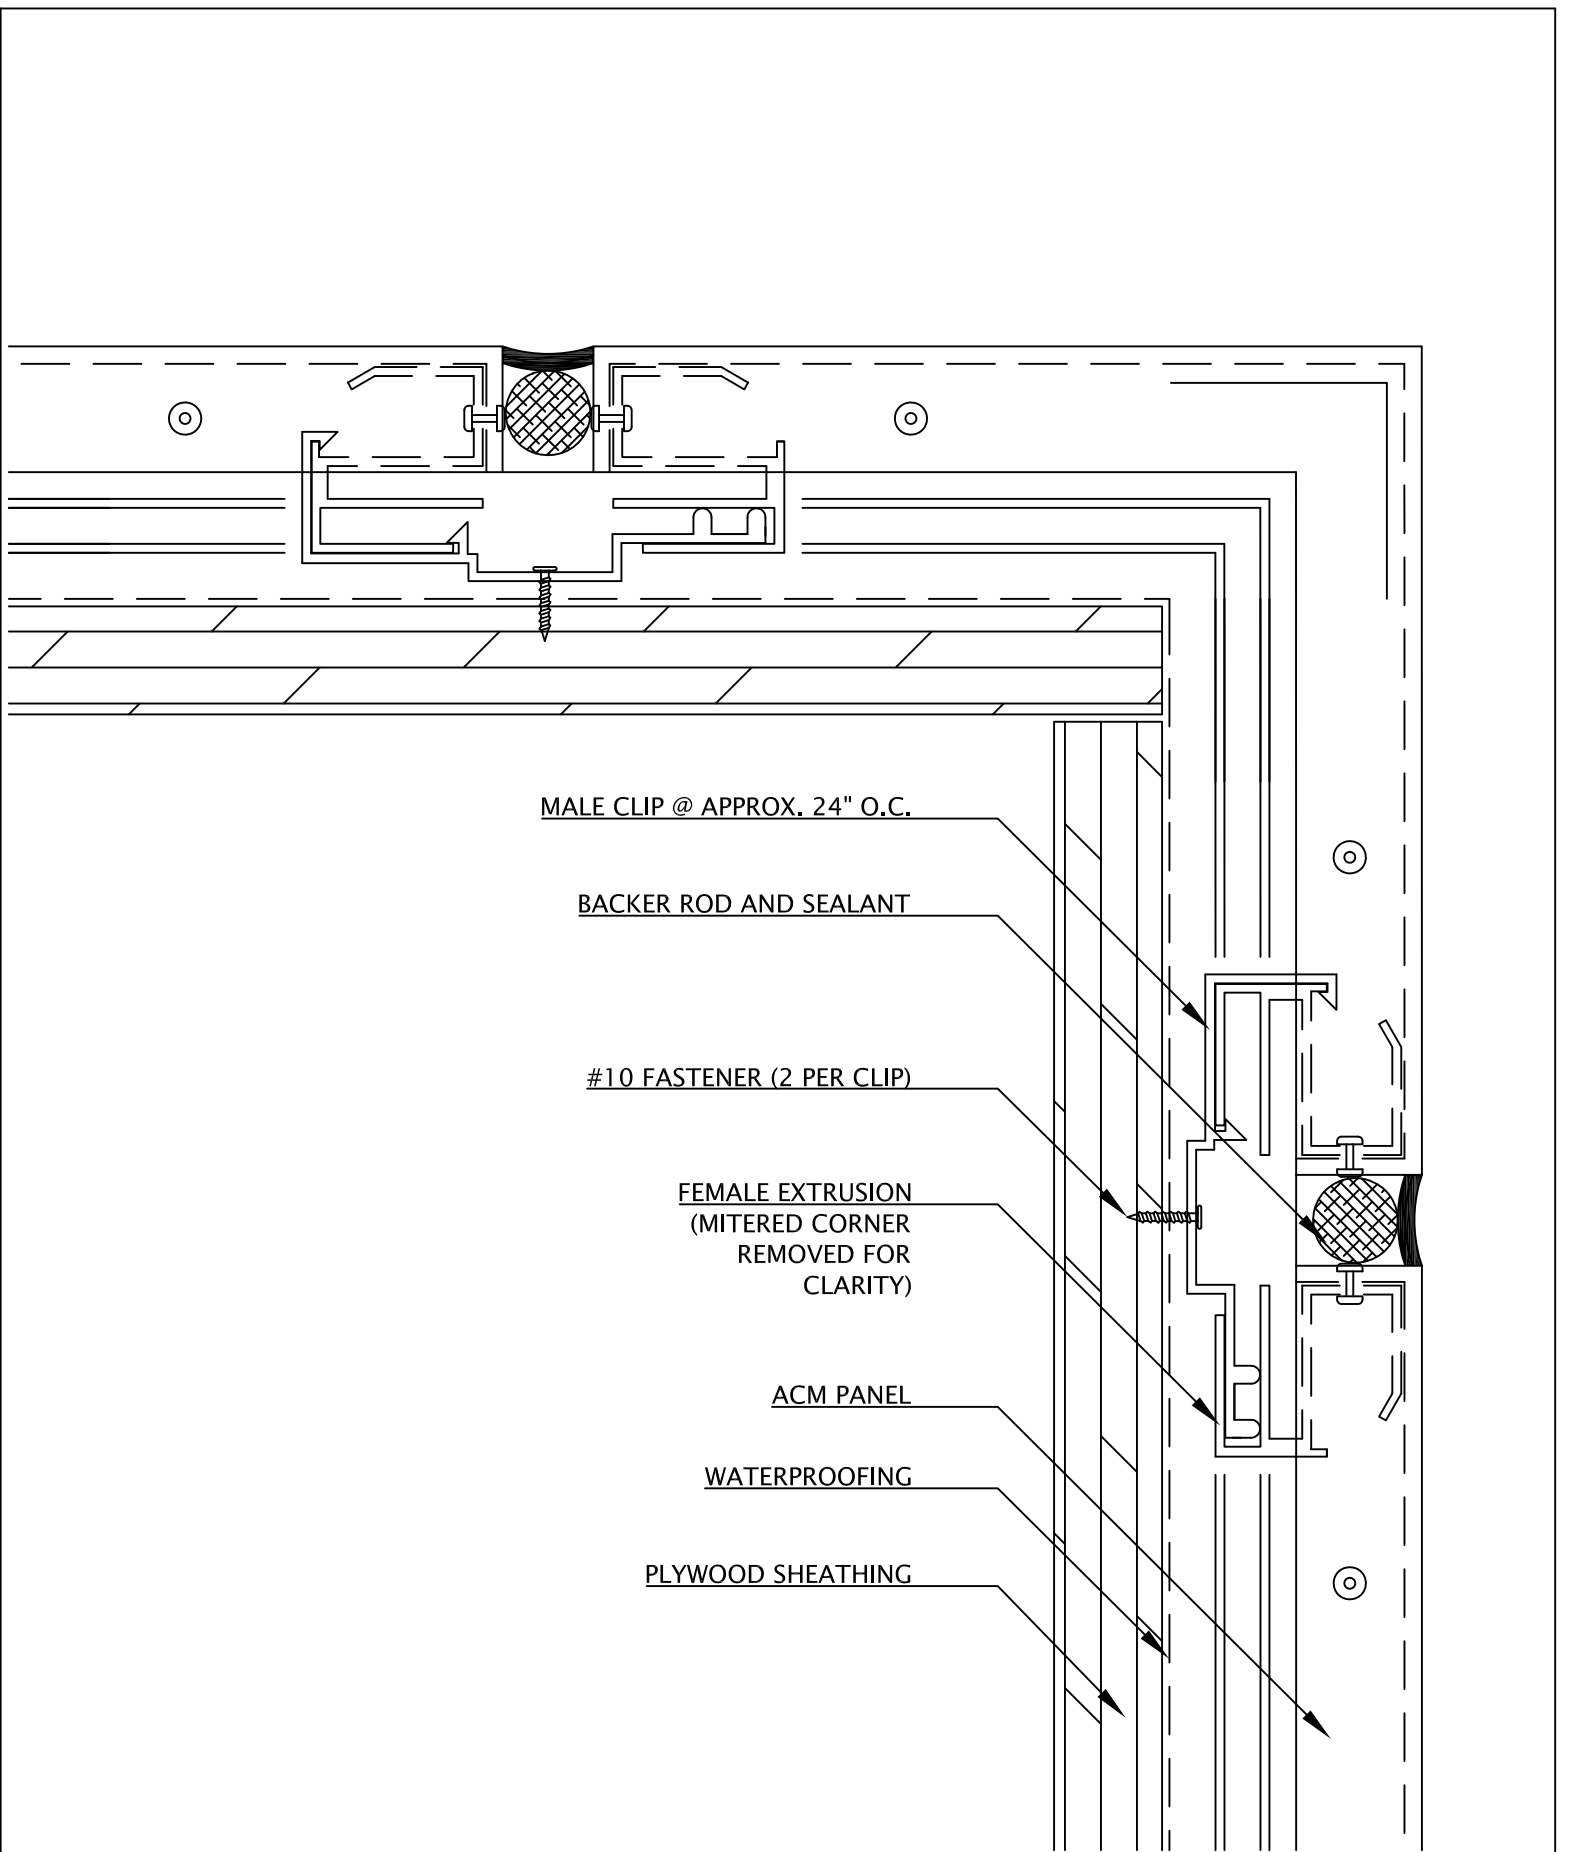 MALE CLIP @ APPROX. 24" O.C.
BACKER ROD AND SEALANT
#10 FASTENER (2 PER CLIP)
FEMALE EXTRUSION
(MITERED CORNER
REMOVED FOR
CLARITY)
ACM PANEL
WATERPROOFING
PLYWOOD SHEATHING